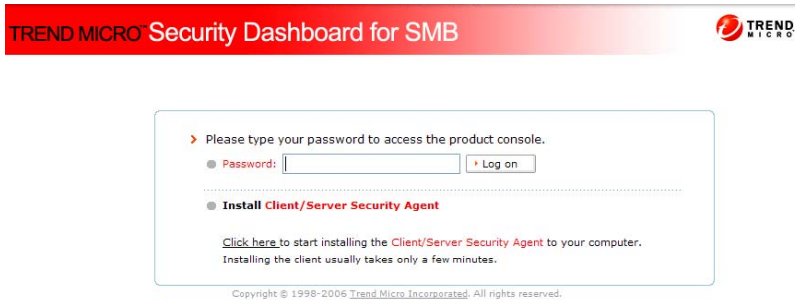 TREND MICRO™ Security Dashboard for SMB
TREND MICRO
Please type your password to access the product console.
Password:
Log on
Install Client/Server Security Agent
Click here to start installing the Client/Server Security Agent to your computer.
Installing the client usually takes only a few minutes.
Copyright © 1998-2006 Trend Micro Incorporated. All rights reserved.